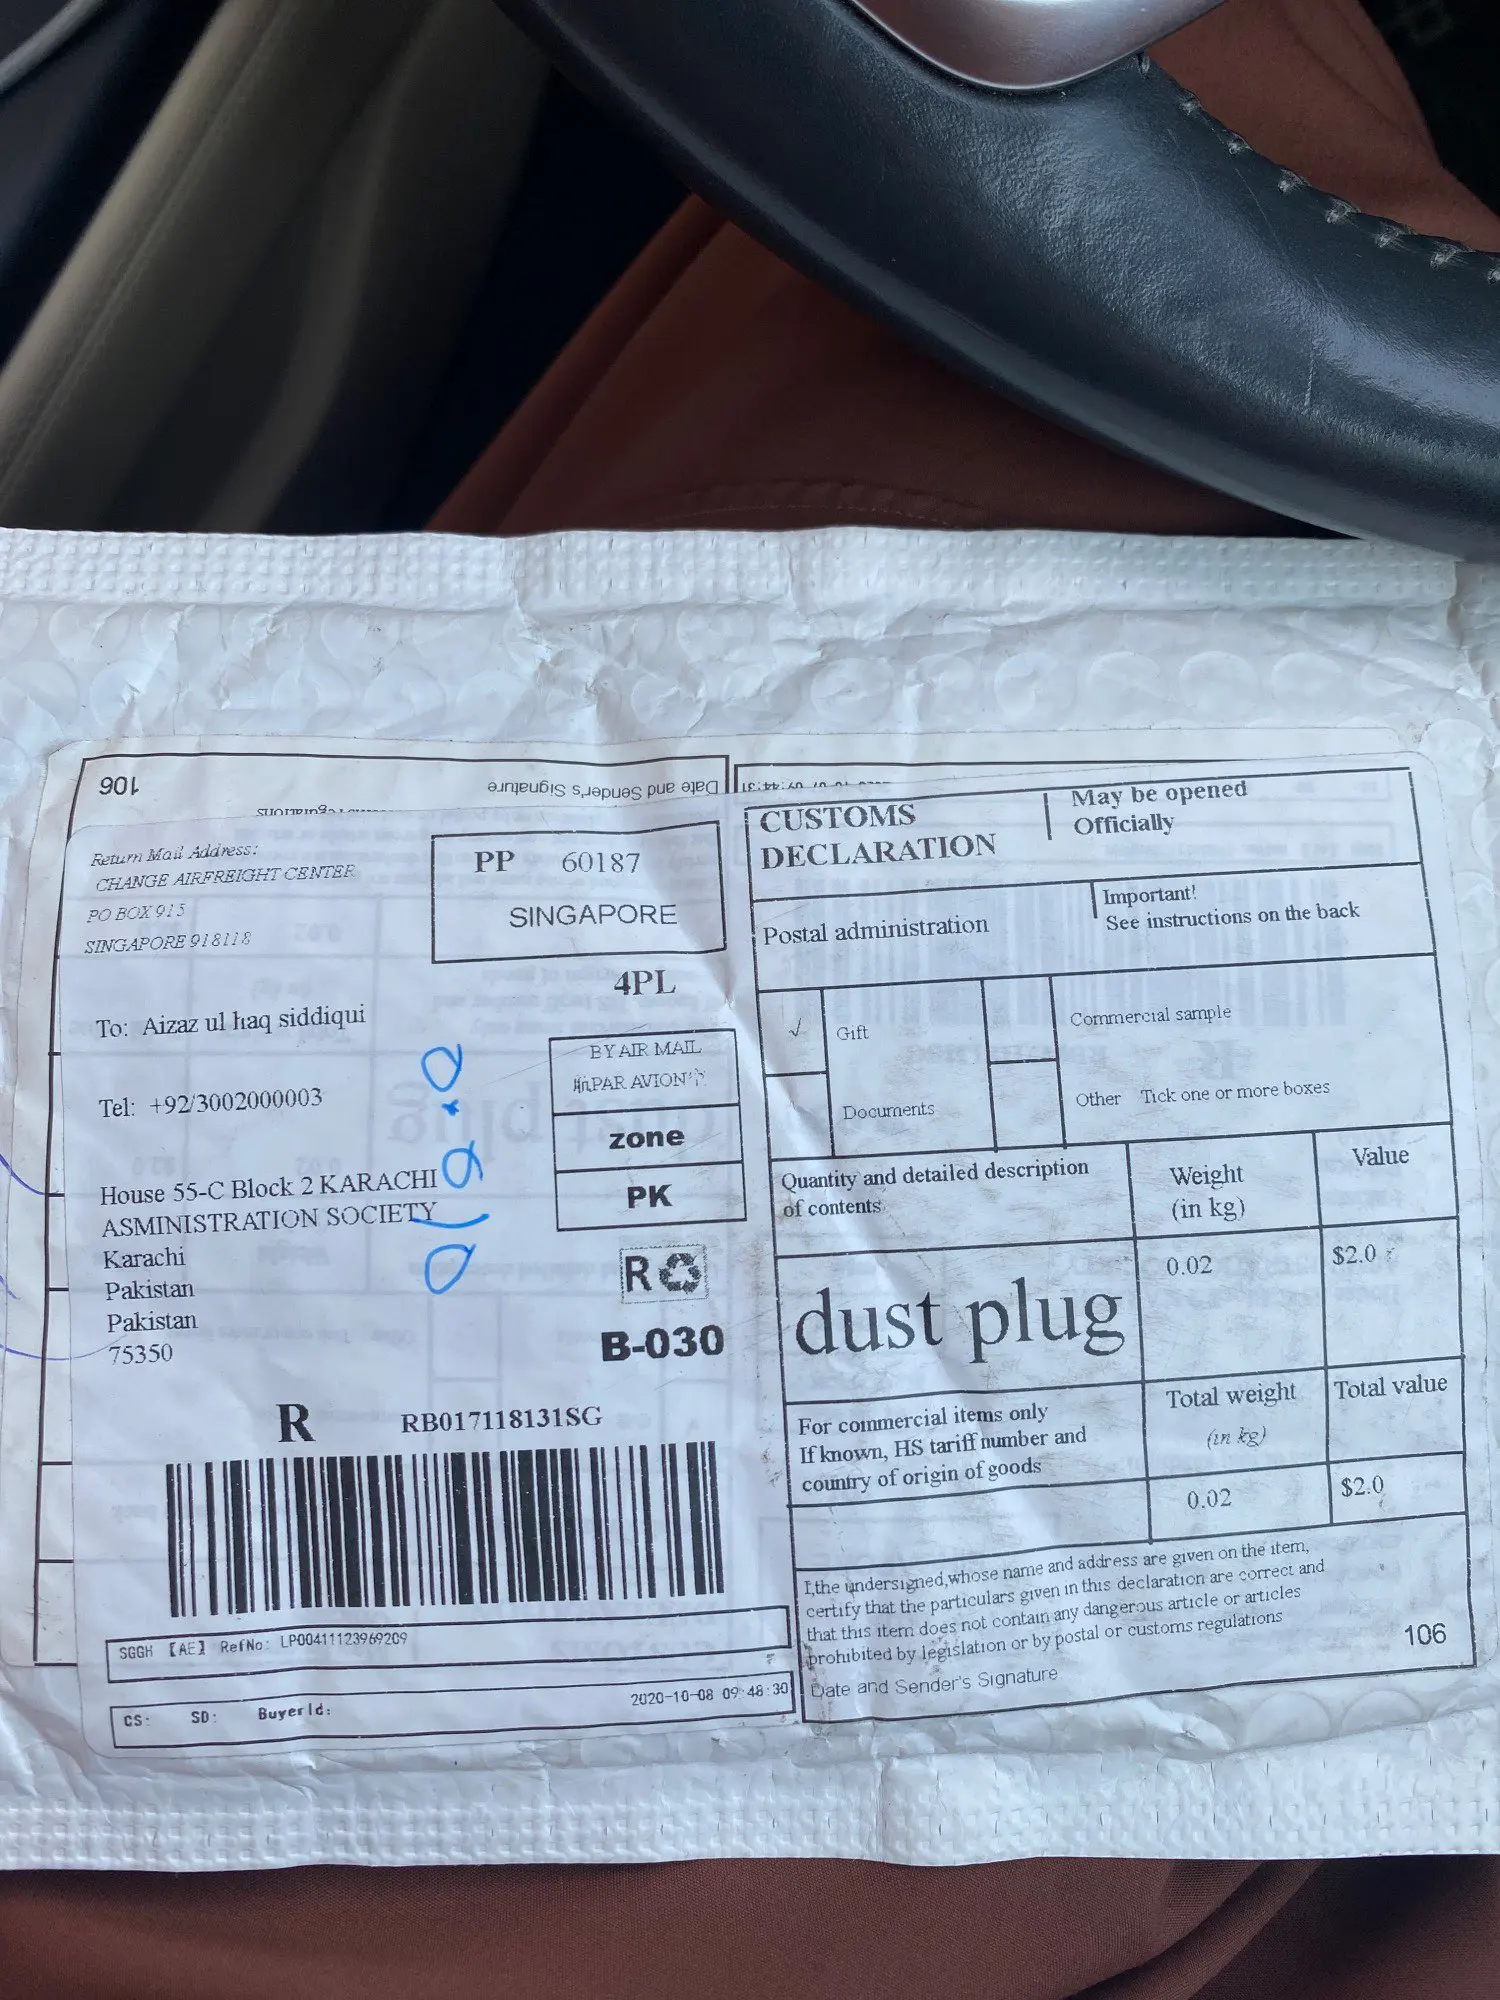 106
Date and Sender's Signature
Return Mail Address:
CHANGE AIRFREIGHT CENTER
PO BOX 915
SINGAPORE 918118
PP 60187
SINGAPORE
4PL
To: Aizaz ul haq siddiqui
Tel: +92/3002000003
House 55-C Block 2 KARACHI
ASMINISTRATION SOCIETY
Karachi
Pakistan
Pakistan
75350
BY AIR MAIL
PAR AVION
zone
PK
R
B-030
R RB017118131SG
SGGH [AE] RefNo: LP00411123969209
CS: SD: BuyerId:
2020-10-08 09:48:30
CUSTOMS
DECLARATION
May be opened
Officially
Postal administration
Important!
See instructions on the back
✓ Gift
Commercial sample
Documents
Other Tick one or more boxes
Quantity and detailed description
of contents
Weight
(in kg)
Value
dust plug
0.02
$2.0
For commercial items only
If known, HS tariff number and
country of origin of goods
Total weight
(in kg)
Total value
0.02
$2.0
I,the undersigned,whose name and address are given on the item,
certify that the particulars given in this declaration are correct and
that this item does not contain any dangerous article or articles
prohibited by legislation or by postal or customs regulations
Date and Sender's Signature
106